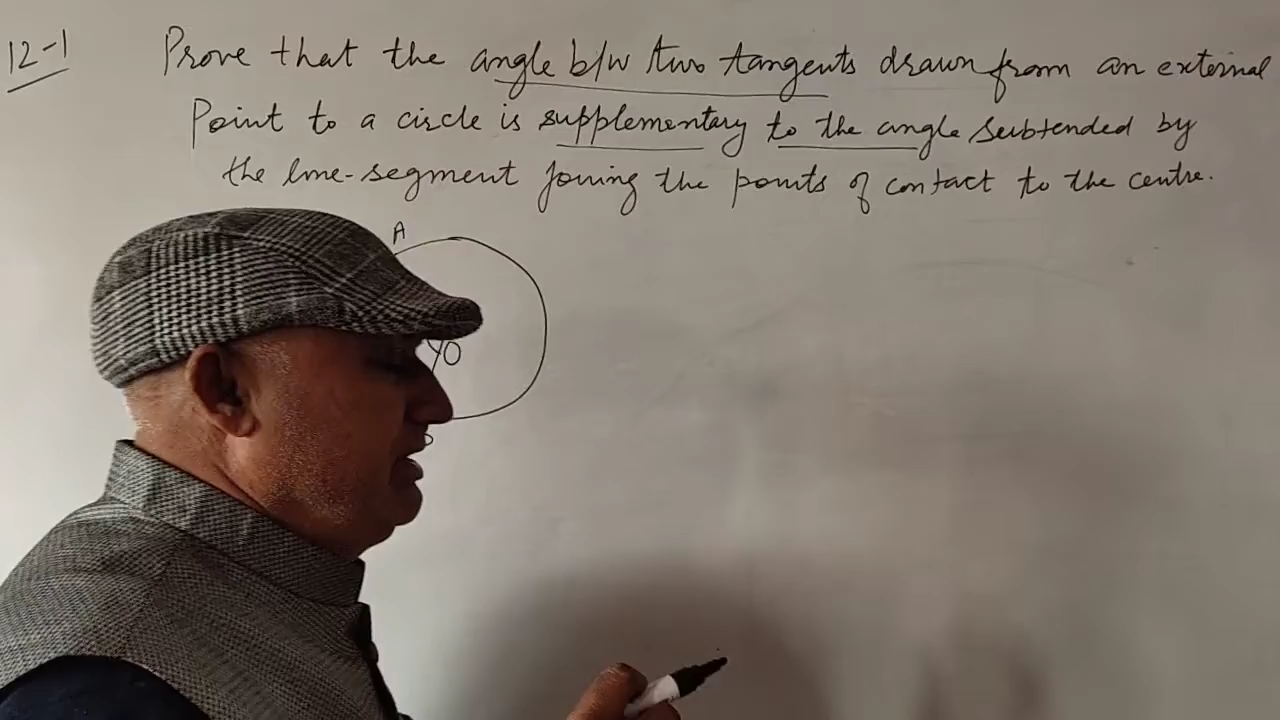 12-1 Prove that the angle b/w two tangents drawn from an external
Point to a circle is supplementary to the angle subtended by
the line-segment joining the points of contact to the centre.
A
O